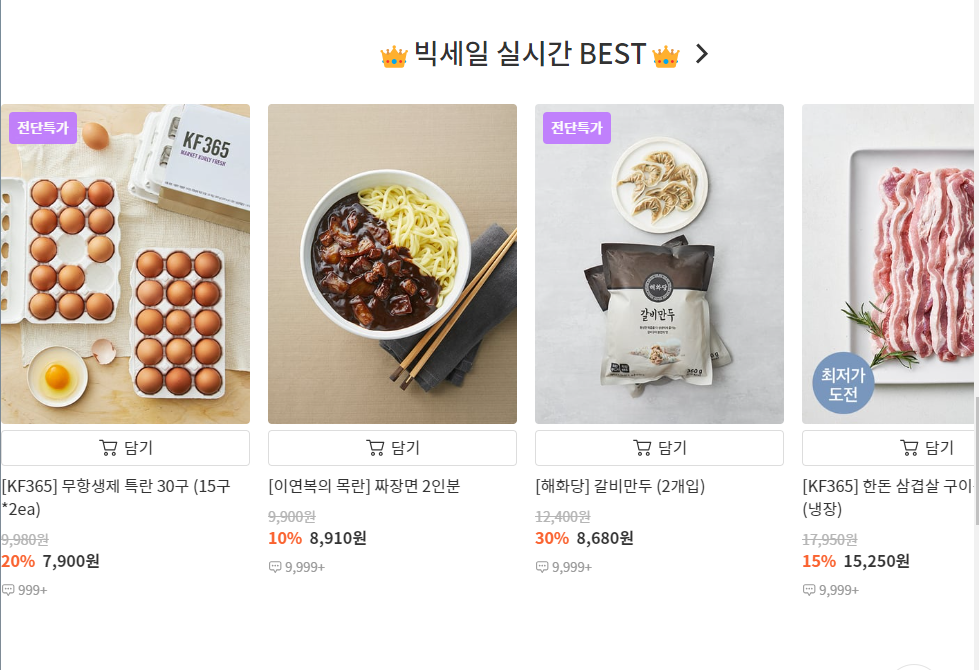 빅세일 실시간 BEST
전단특가
KF365
MARKET KURLY FRESH
전단특가
해화당
갈비만두
360 g
최저가
도전
담기
담기
담기
담기
[KF365] 무항생제 특란 30구 (15구
*2ea)
9,980원
20% 7,900원
999+
[이연복의 목란] 짜장면 2인분
9,900원
10% 8,910원
9,999+
[해화당] 갈비만두 (2개입)
12,400원
30% 8,680원
9,999+
[KF365] 한돈 삼겹살 구이
(냉장)
17,950원
15% 15,250원
9,999+